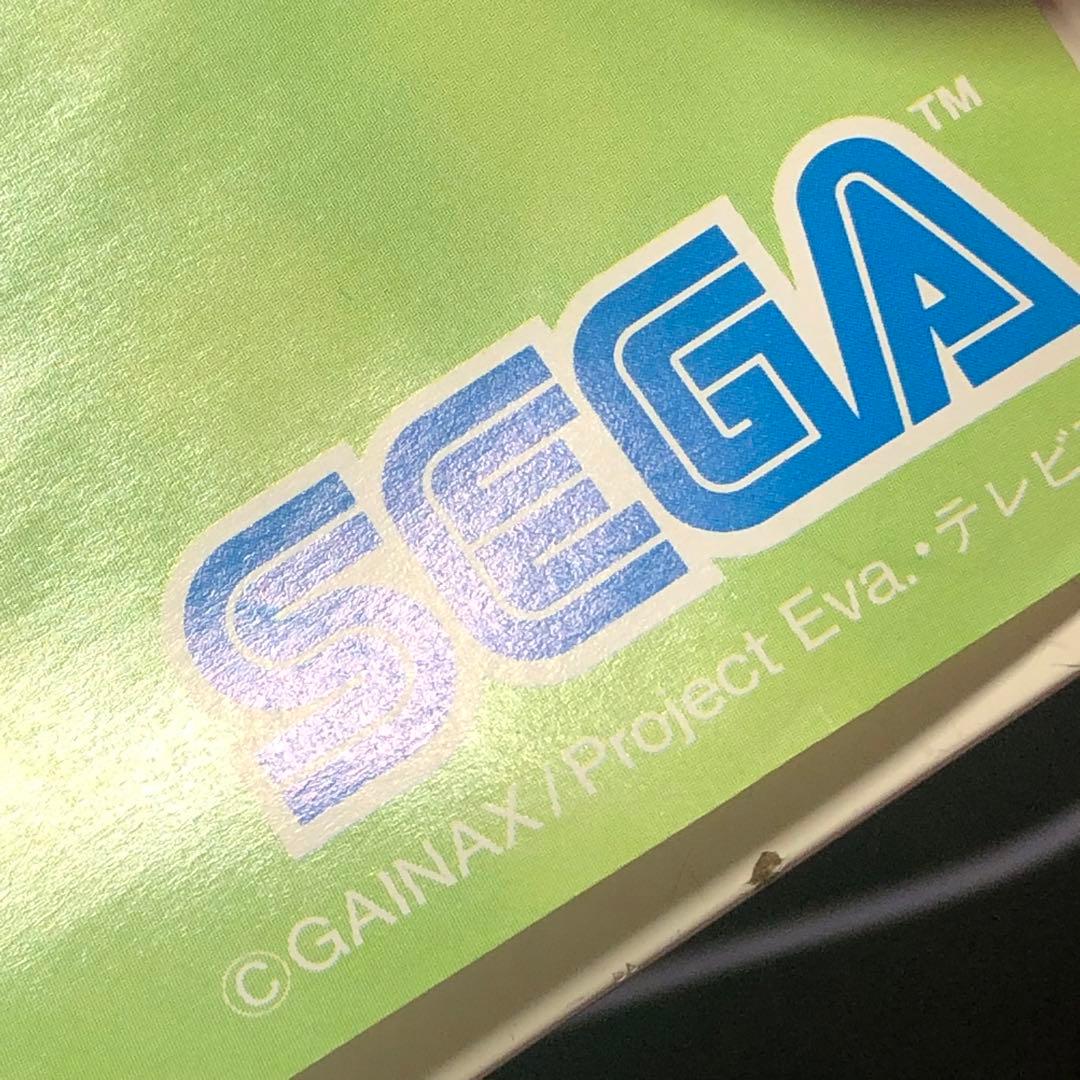 SEGA™
©GAINAX/Project Eva.・テレビ